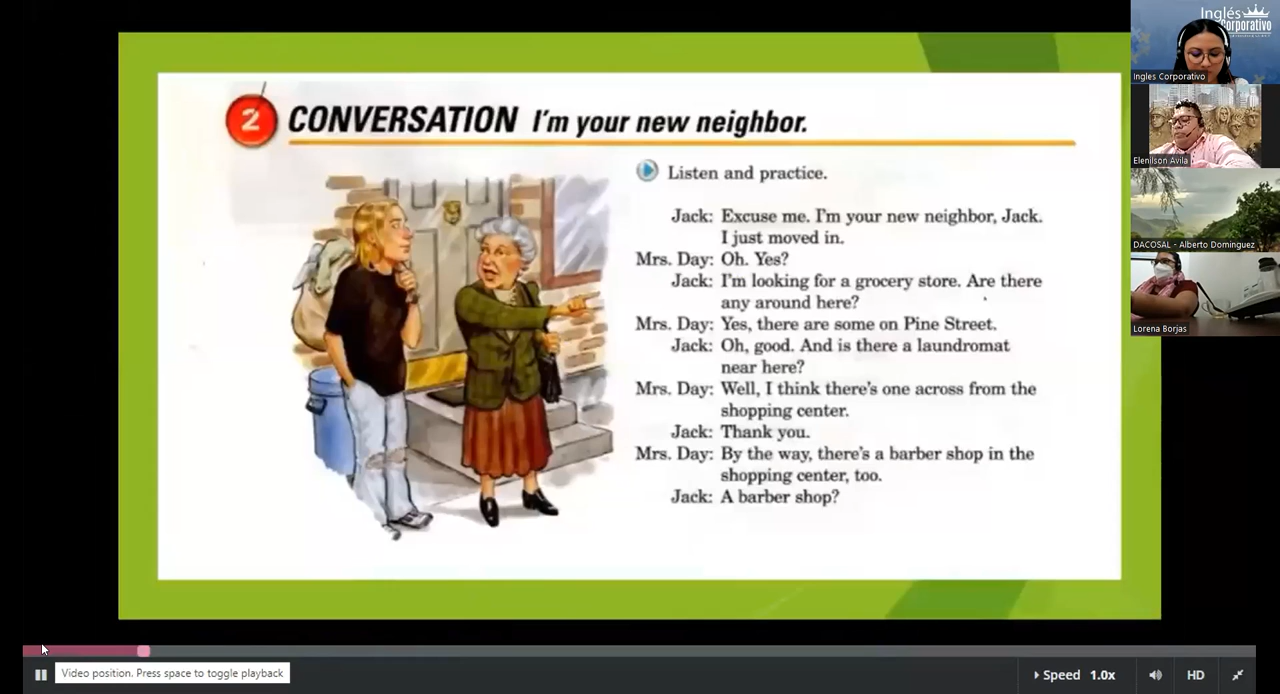 2 CONVERSATION I'm your new neighbor.
Listen and practice.
Jack: Excuse me. I'm your new neighbor, Jack.
I just moved in.
Mrs. Day: Oh. Yes?
Jack: I'm looking for a grocery store. Are there
any around here?
Mrs. Day: Yes, there are some on Pine Street.
Jack: Oh, good. And is there a laundromat
near here?
Mrs. Day: Well, I think there's one across from the
shopping center.
Jack: Thank you.
Mrs. Day: By the way, there's a barber shop in the
shopping center, too.
Jack: A barber shop?
Inglés
Corporativo
Ingles Corporativo
Elenilson Avila
DACOSAL - Alberto Dominguez
Lorena Borjas
Video position. Press space to toggle playback
Speed 1.0x
HD